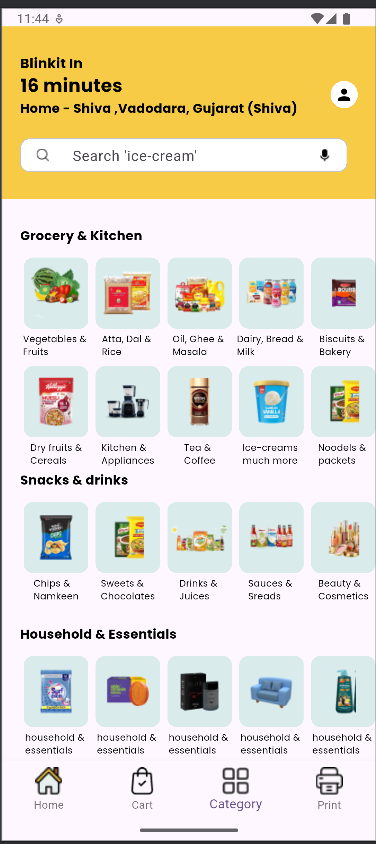 11:44
Blinkit In
16 minutes
Home - Shiva ,Vadodara, Gujarat (Shiva)
Search 'ice-cream'
Grocery & Kitchen
Vegetables & Fruits
Atta, Dal & Rice
Oil, Ghee & Masala
Dairy, Bread & Milk
Biscuits & Bakery
Dry fruits & Cereals
Kitchen & Appliances
Tea & Coffee
Ice-creams much more
Noodels & packets
Snacks & drinks
Chips & Namkeen
Sweets & Chocolates
Drinks & Juices
Sauces & Sreads
Beauty & Cosmetics
Household & Essentials
household & essentials
household & essentials
household & essentials
household & essentials
household & essentials
Home
Cart
Category
Print